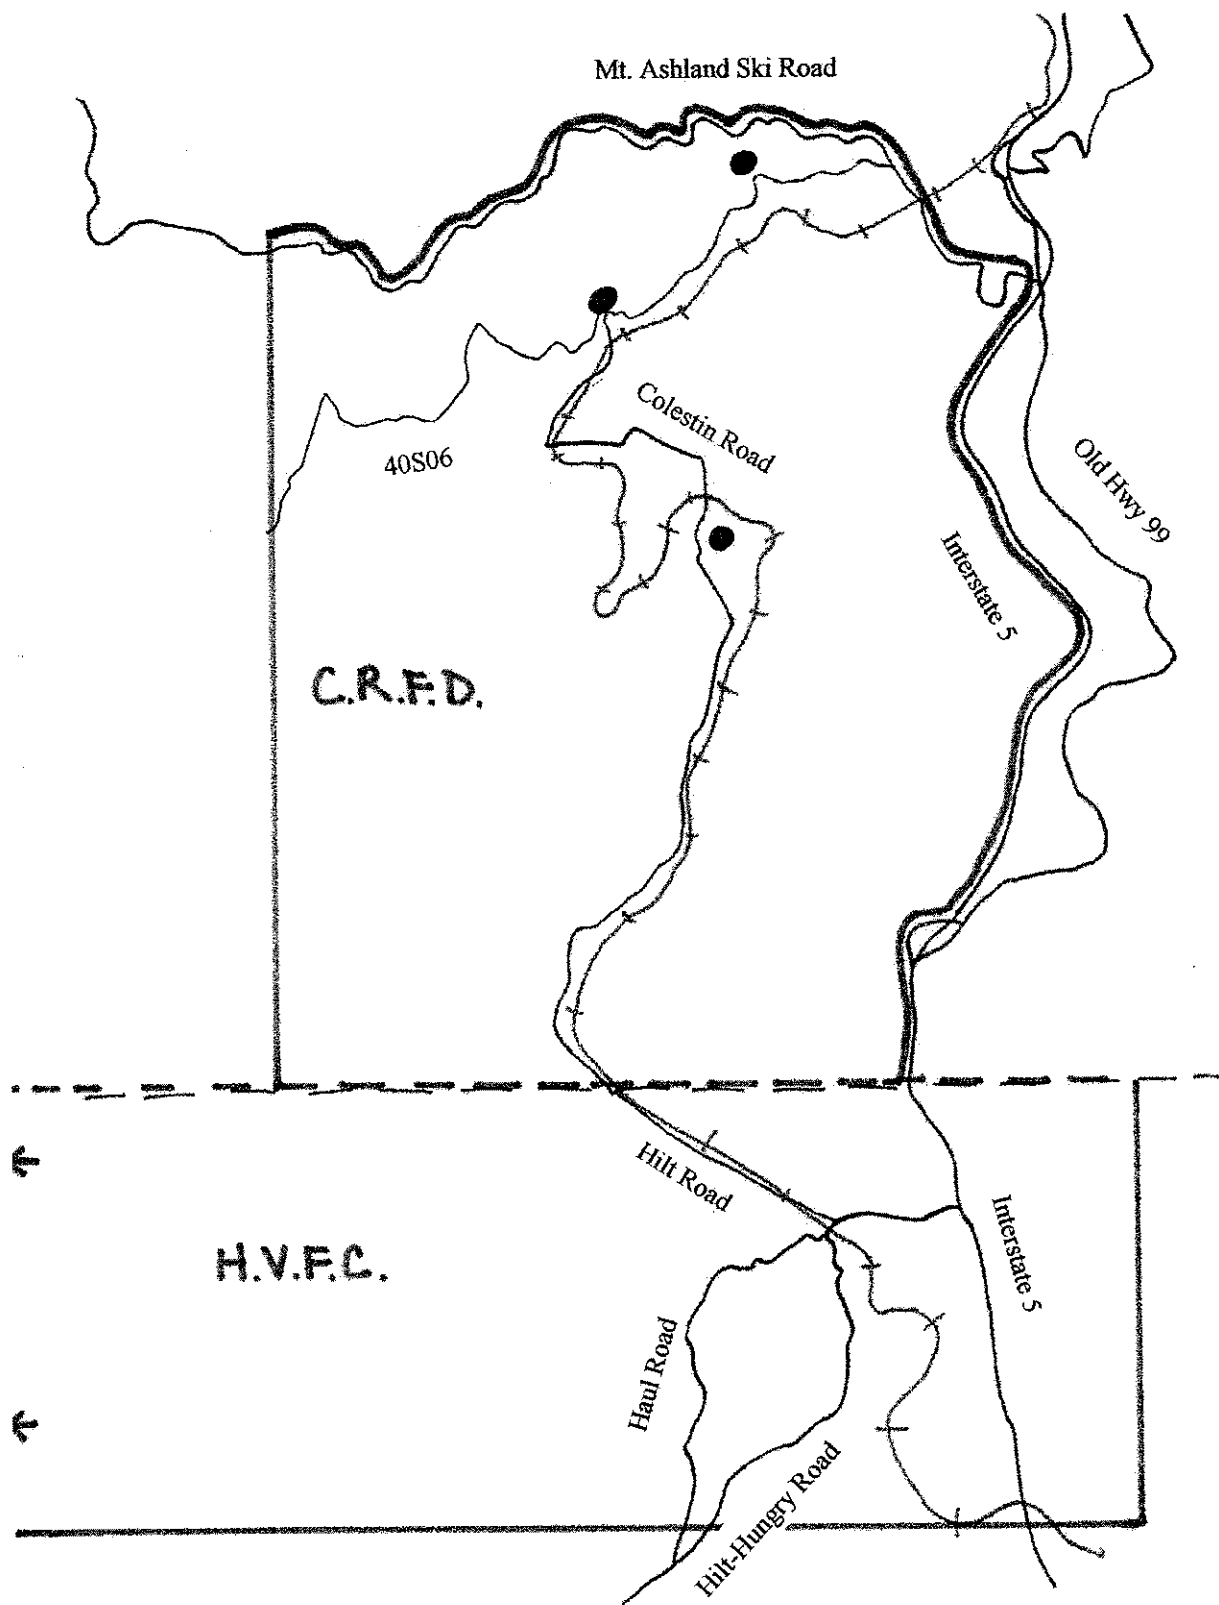 Mt. Ashland Ski Road
Colestin Road
40S06
Old Hwy 99
Interstate 5
C.R.F.D.
Hilt Road
Interstate 5
H.V.F.C.
Haul Road
Hilt-Hungry Road